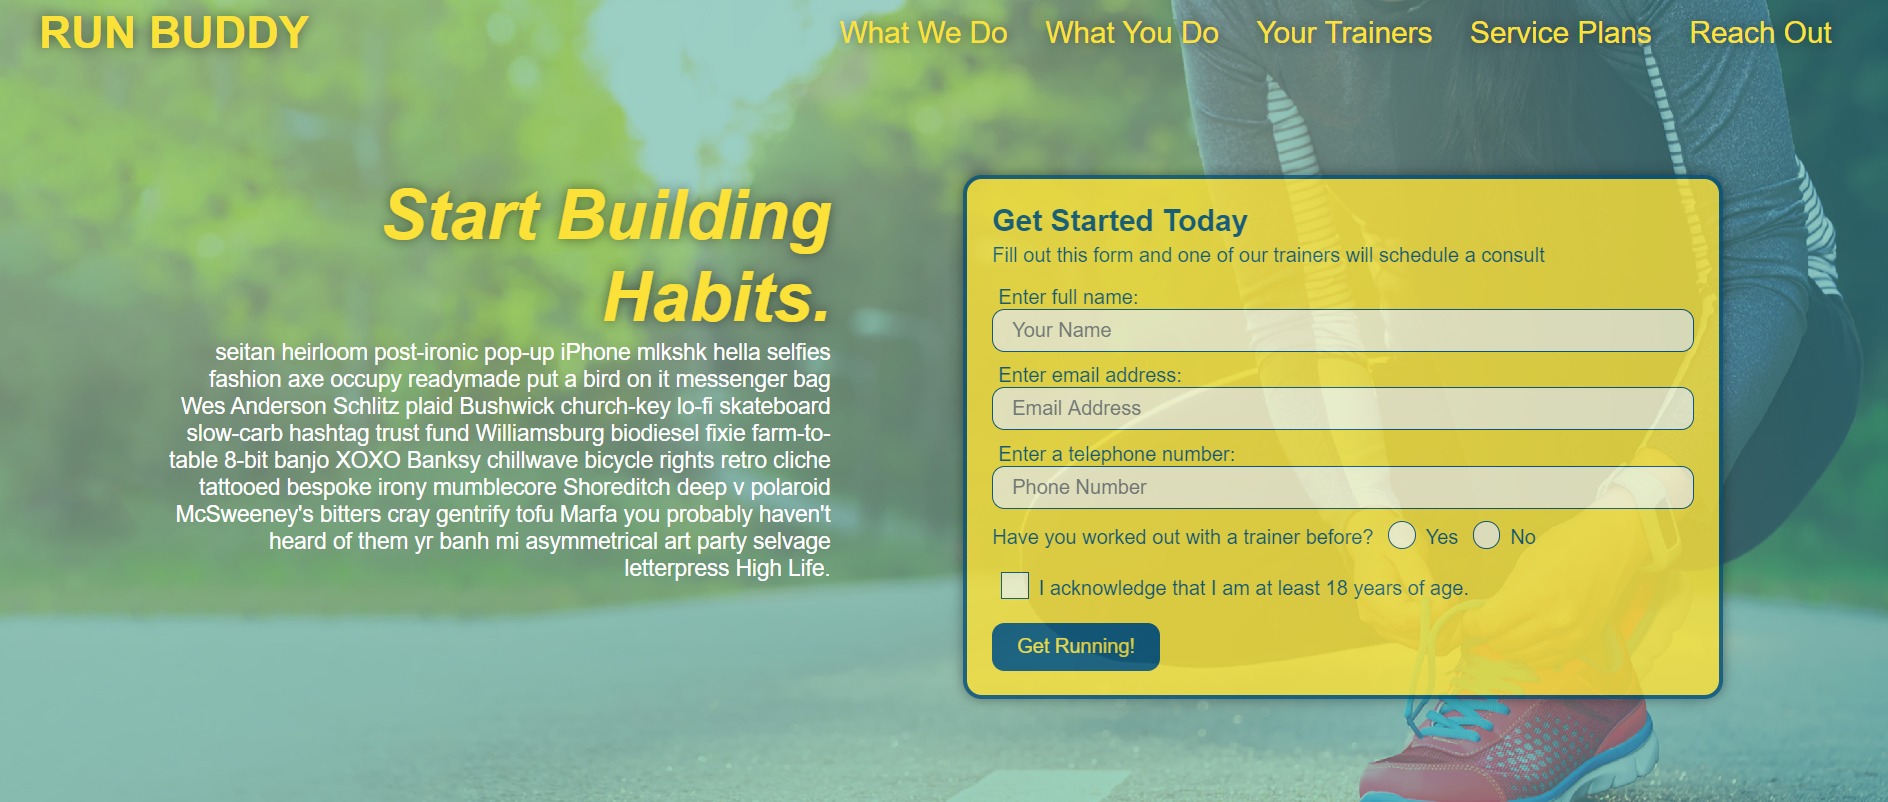 RUN BUDDY
What We Do
What You Do
Your Trainers
Service Plans
Reach Out
Start Building
Habits.
seitan heirloom post-ironic pop-up iPhone mlkshk hella selfies
fashion axe occupy readymade put a bird on it messenger bag
Wes Anderson Schlitz plaid Bushwick church-key lo-fi skateboard
slow-carb hashtag trust fund Williamsburg biodiesel fixie farm-to-
table 8-bit banjo XOXO Banksy chillwave bicycle rights retro cliche
tattooed bespoke irony mumblecore Shoreditch deep v polaroid
McSweeney's bitters cray gentrify tofu Marfa you probably haven't
heard of them yr banh mi asymmetrical art party selvage
letterpress High Life.
Get Started Today
Fill out this form and one of our trainers will schedule a consult
Enter full name:
Your Name
Enter email address:
Email Address
Enter a telephone number:
Phone Number
Have you worked out with a trainer before? Yes No
I acknowledge that I am at least 18 years of age.
Get Running!